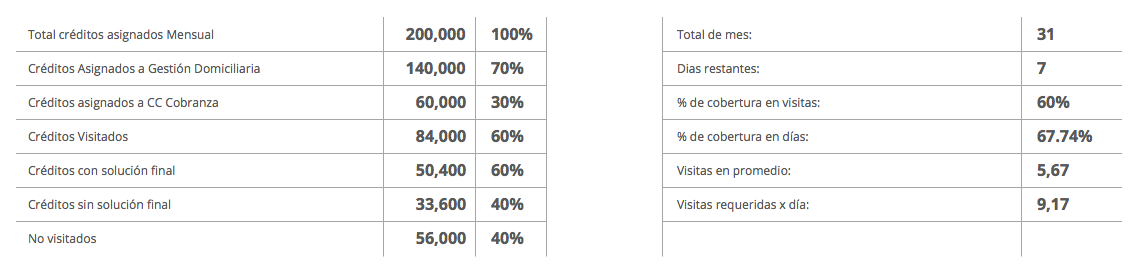 Total créditos asignados Mensual 200,000 100%
Créditos Asignados a Gestión Domiciliaria 140,000 70%
Créditos asignados a CC Cobranza 60,000 30%
Créditos Visitados 84,000 60%
Créditos con solución final 50,400 60%
Créditos sin solución final 33,600 40%
No visitados 56,000 40%
Total de mes: 31
Dias restantes: 7
% de cobertura en visitas: 60%
% de cobertura en días: 67.74%
Visitas en promedio: 5,67
Visitas requeridas x día: 9,17